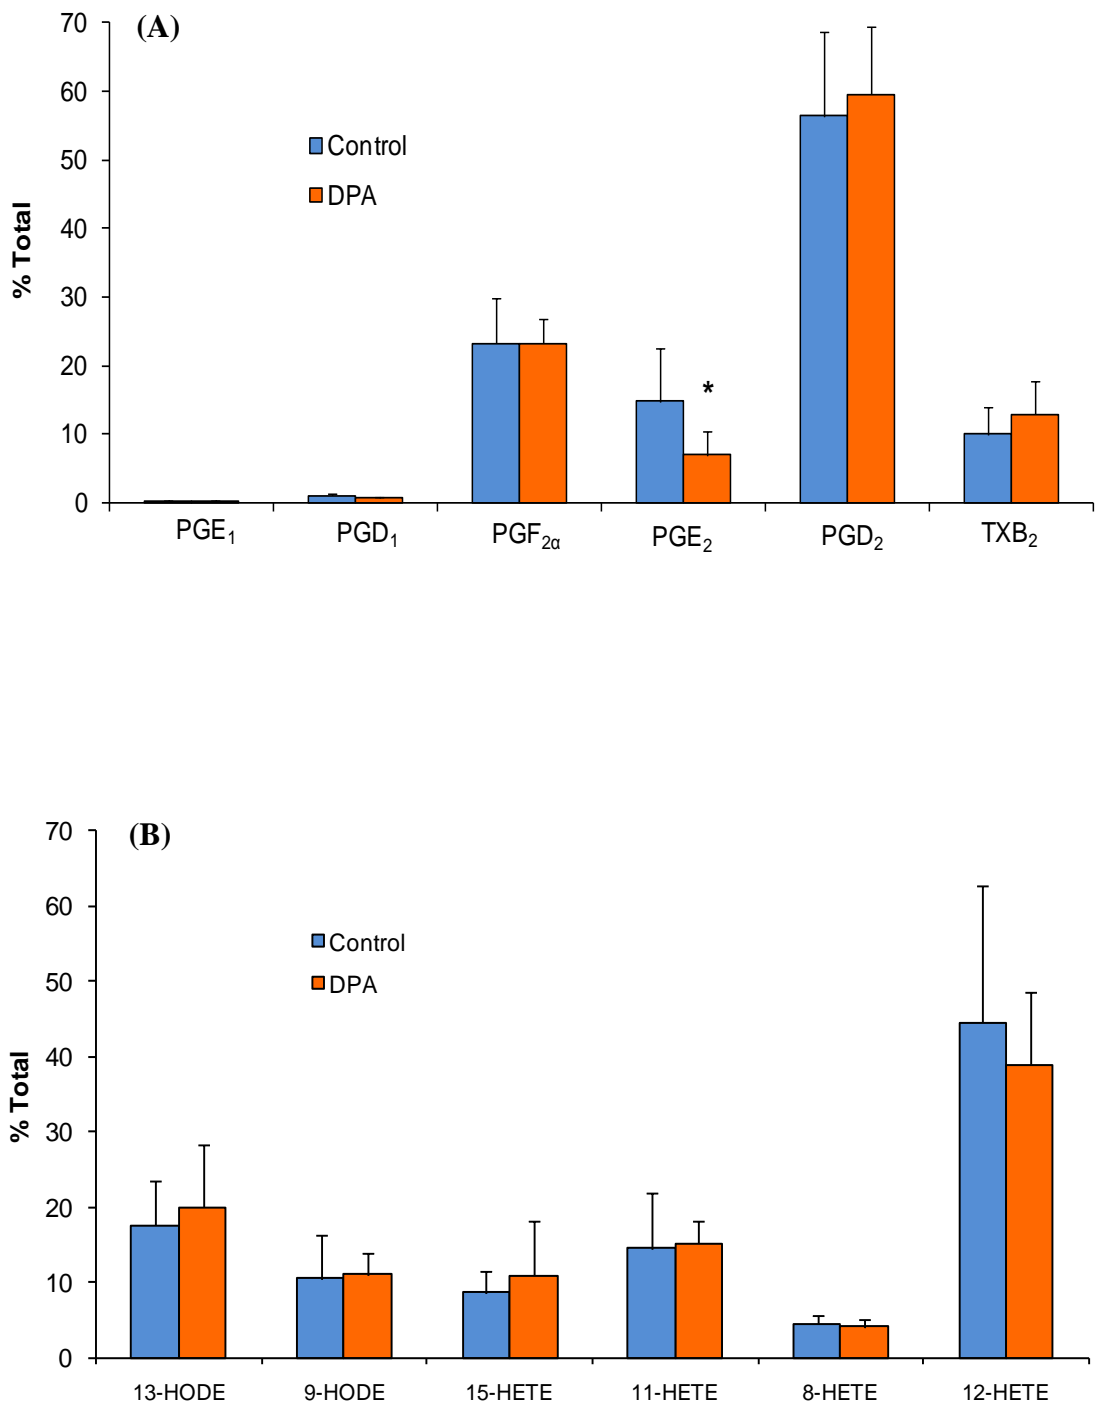 (A)
70
60
50
40
30
20
10
0
% Total
Control
DPA
*
PGE₁ PGD₁ PGF₂α PGE₂ PGD₂ TXB₂
(B)
70
60
50
40
30
20
10
0
% Total
Control
DPA
13-HODE 9-HODE 15-HETE 11-HETE 8-HETE 12-HETE